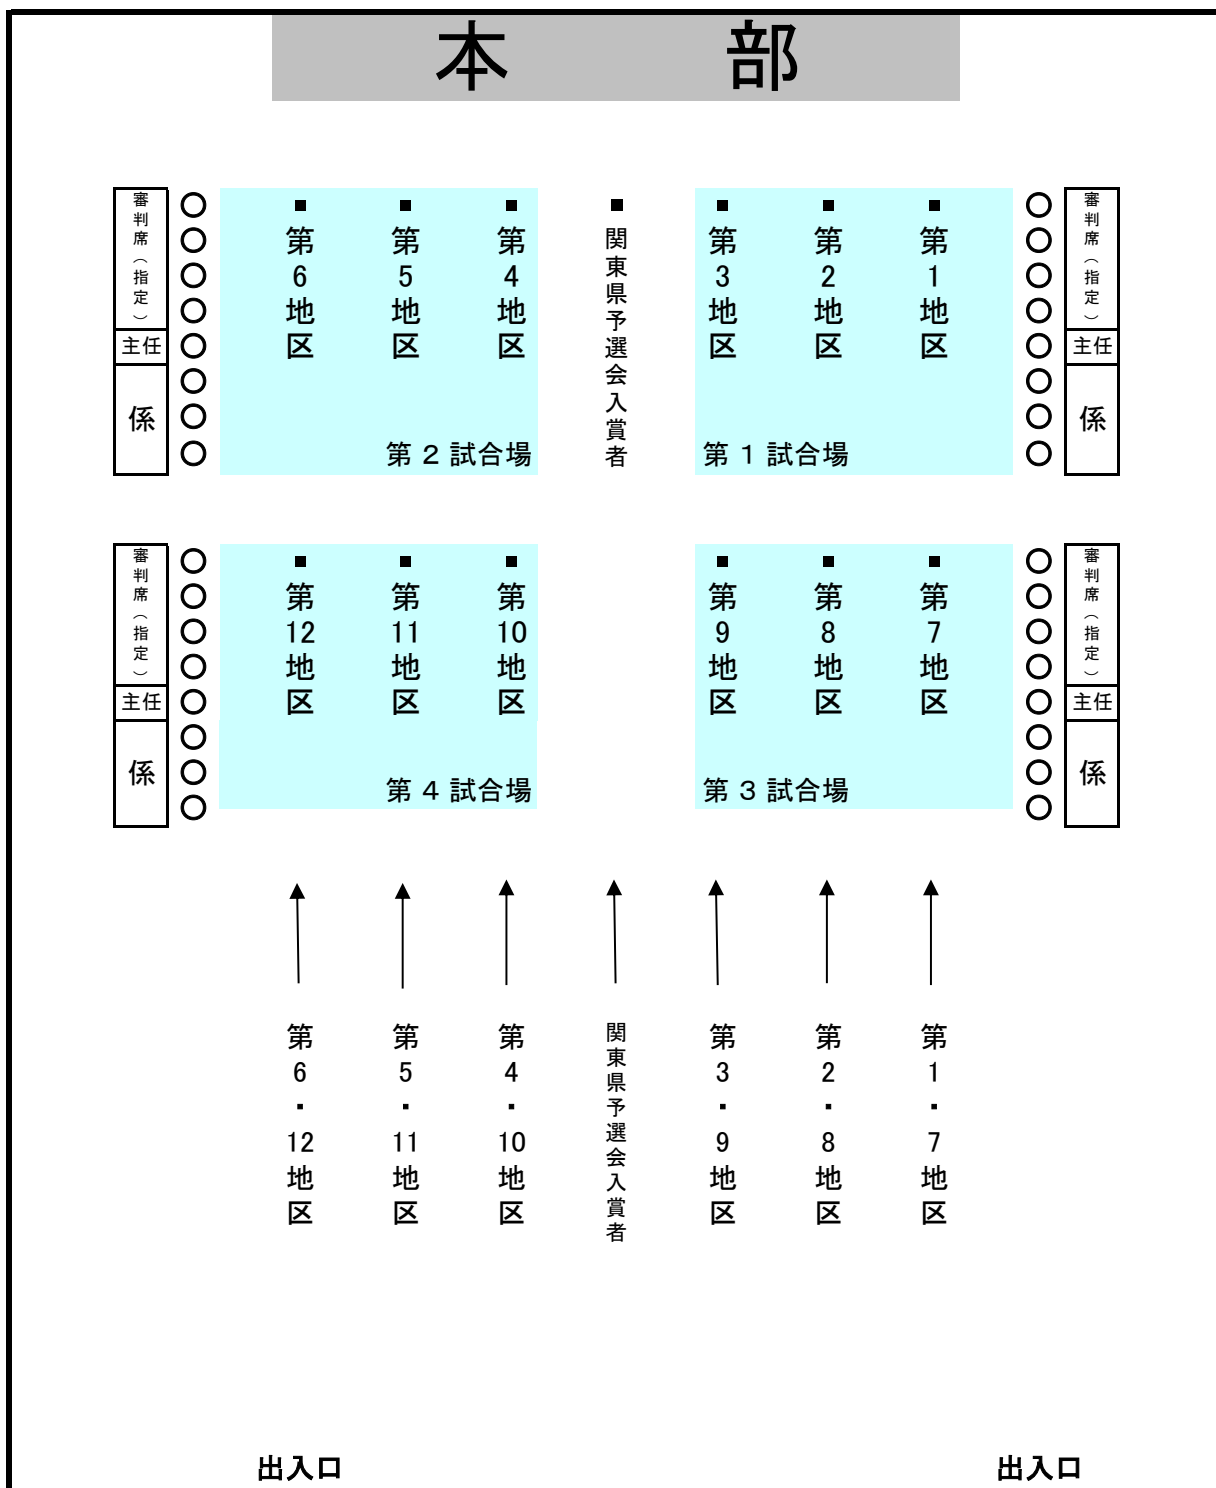 本　部
審判席（指定）
主任
係
■第6地区
■第5地区
■第4地区
第２試合場
■関東県予選会入賞者
■第3地区
■第2地区
■第1地区
第１試合場
審判席（指定）
主任
係
審判席（指定）
主任
係
■第12地区
■第11地区
■第10地区
第４試合場
■第9地区
■第8地区
■第7地区
第３試合場
審判席（指定）
主任
係
第6・12地区
第5・11地区
第4・10地区
関東県予選会入賞者
第3・9地区
第2・8地区
第1・7地区
出入口
出入口